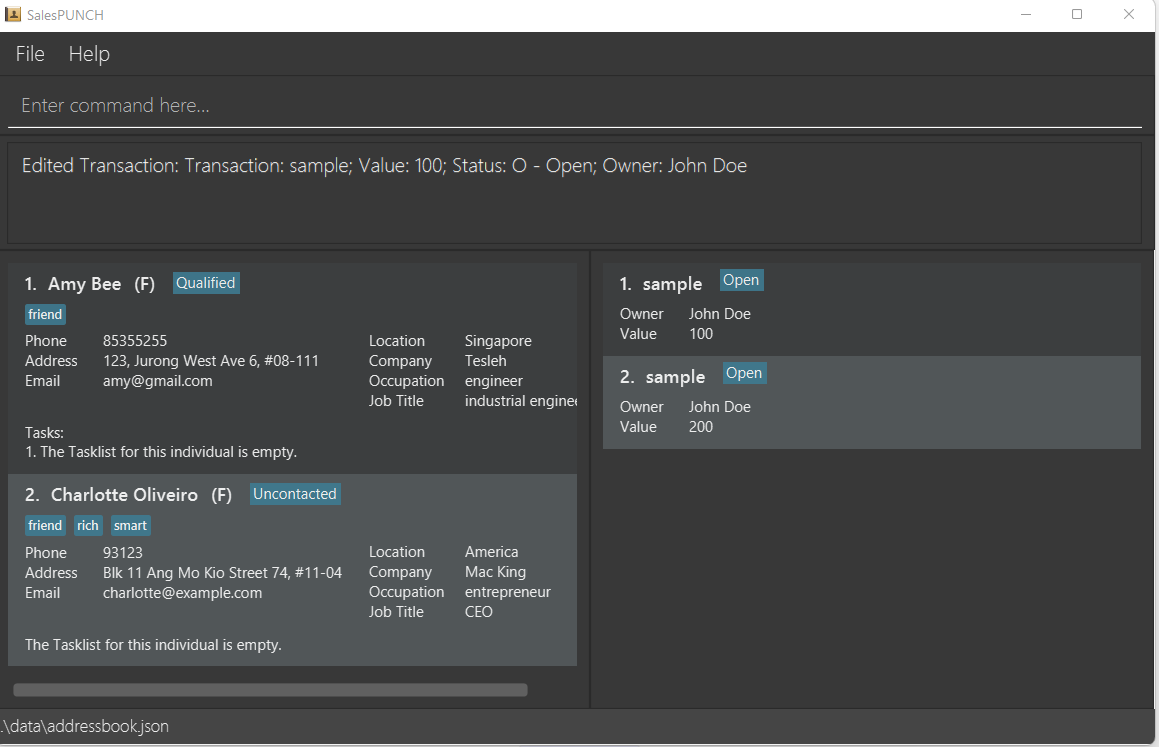 SalesPUNCH
File Help
Enter command here...
Edited Transaction: Transaction: sample; Value: 100; Status: O - Open; Owner: John Doe
1. Amy Bee (F) Qualified
friend
Phone 85355255
Address 123, Jurong West Ave 6, #08-111
Email amy@gmail.com
Location Singapore
Company Tesleh
Occupation engineer
Job Title industrial engine
Tasks:
1. The Tasklist for this individual is empty.
2. Charlotte Oliveiro (F) Uncontacted
friend rich smart
Phone 93123
Address Blk 11 Ang Mo Kio Street 74, #11-04
Email charlotte@example.com
Location America
Company Mac King
Occupation entrepreneur
Job Title CEO
The Tasklist for this individual is empty.
1. sample Open
Owner John Doe
Value 100
2. sample Open
Owner John Doe
Value 200
.\data\addressbook.json